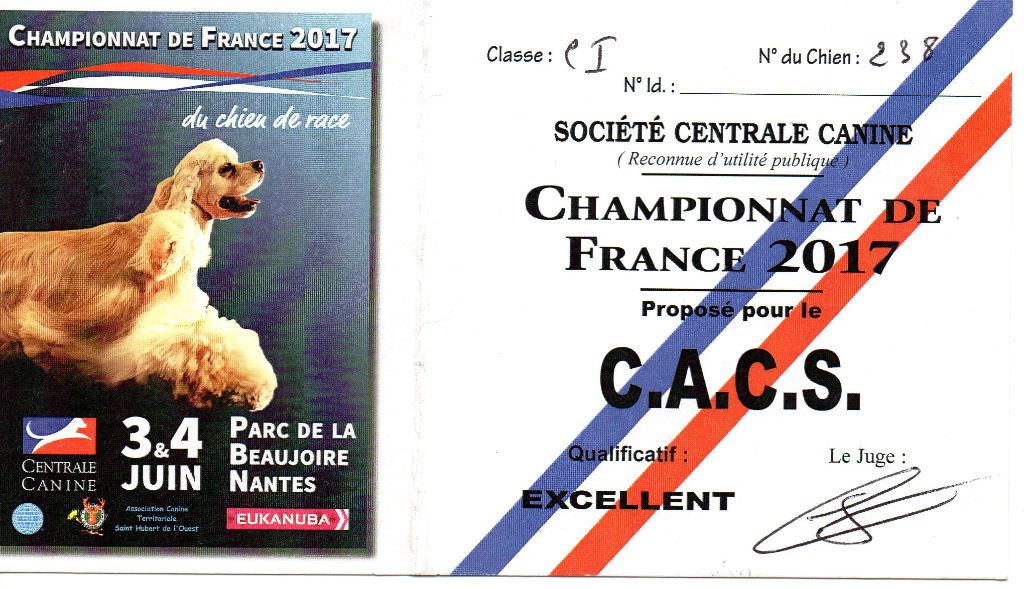 CHAMPIONNAT DE FRANCE 2017
du chien de race
CENTRALE
CANINE
3&4
JUIN
PARC DE LA
BEAUJOIRE
NANTES
Association Canine
Territoriale
Saint Hubert de l'Ouest
EUKANUBA
Classe : C I
N° du Chien : 238
N° Id. :
SOCIÉTÉ CENTRALE CANINE
( Reconnue d'utilité publique )
CHAMPIONNAT DE
FRANCE 2017
Proposé pour le
C.A.C.S.
Qualificatif :
Le Juge :
EXCELLENT